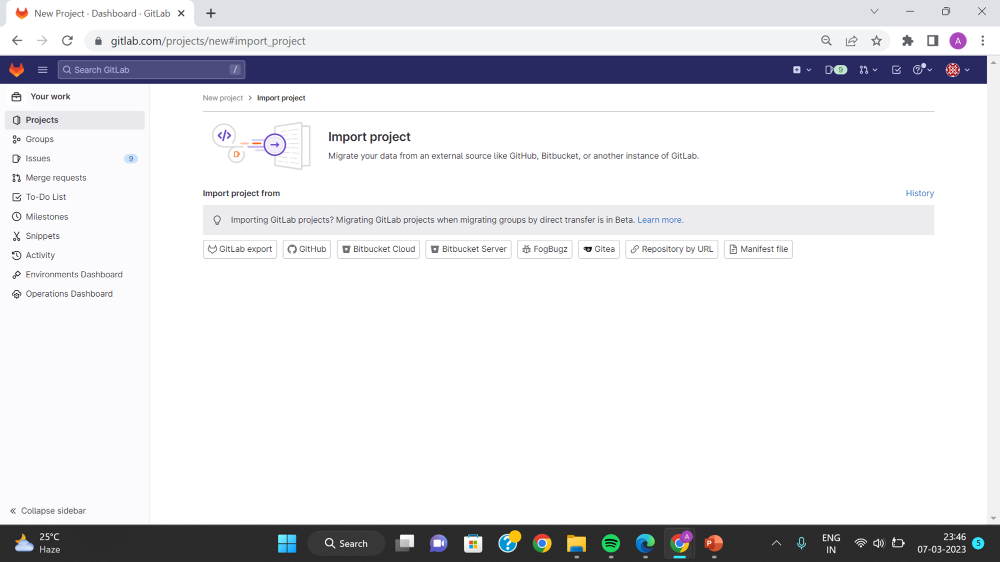 New Project · Dashboard · GitLab
gitlab.com/projects/new#import_project
A
Search GitLab /
9
Your work
Projects
Groups
Issues 9
Merge requests
To-Do List
Milestones
Snippets
Activity
Environments Dashboard
Operations Dashboard
Collapse sidebar
New project > Import project
Import project
Migrate your data from an external source like GitHub, Bitbucket, or another instance of GitLab.
Import project from History
Importing GitLab projects? Migrating GitLab projects when migrating groups by direct transfer is in Beta. Learn more.
GitLab export GitHub Bitbucket Cloud Bitbucket Server FogBugz Gitea Repository by URL Manifest file
25°C
Haze
Search
A
P
ENG
IN
23:46
07-03-2023
5